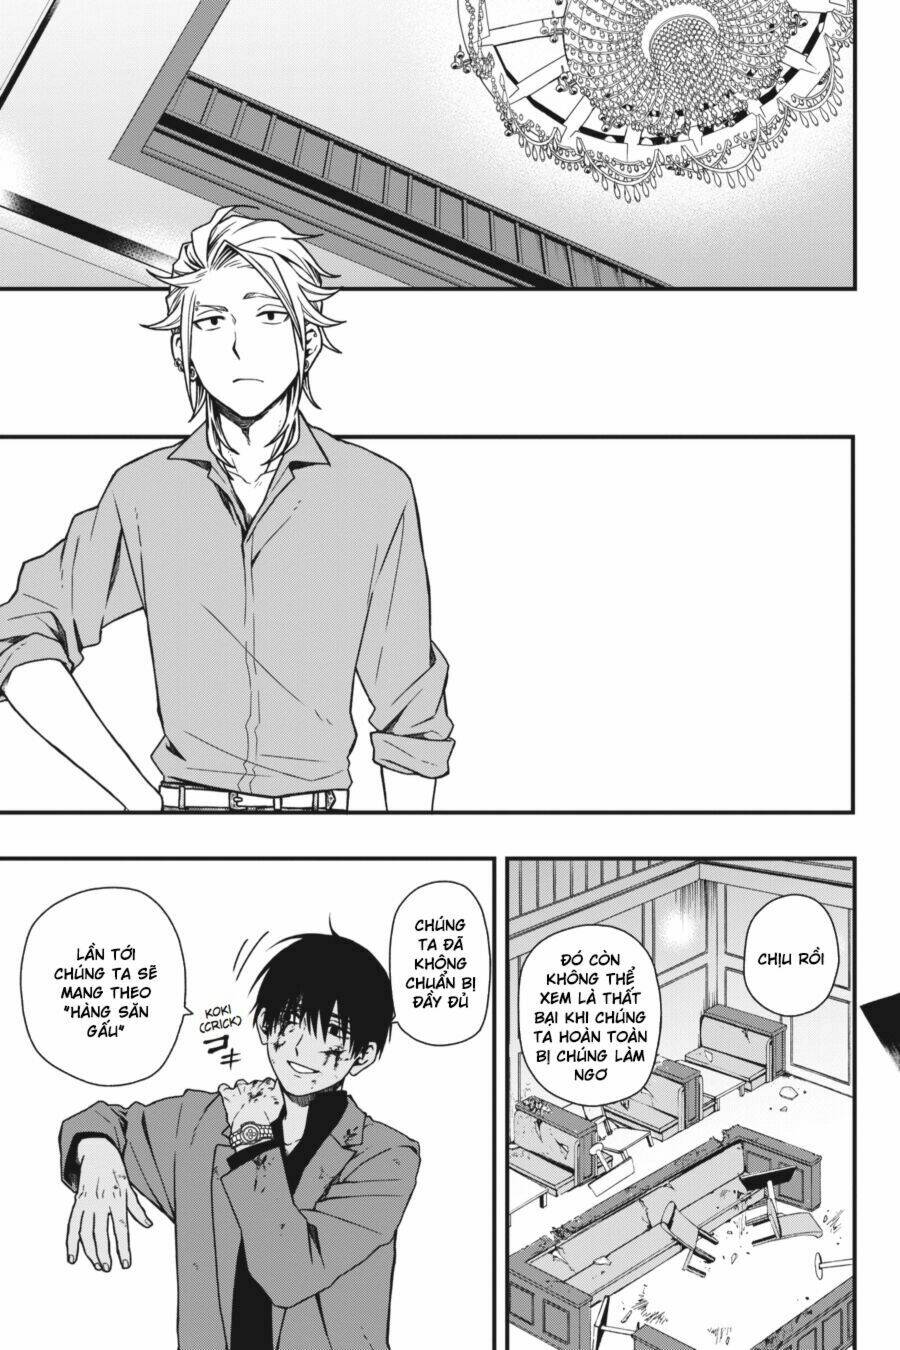 CHỊU RỒI
ĐÓ CÒN
KHÔNG THỂ
XEM LÀ THẤT
BẠI KHI CHÚNG
TA HOÀN TOÀN
BỊ CHÚNG LÀM
NGƠ
CHÚNG
TA ĐÃ
KHÔNG
CHUẨN BỊ
ĐẦY ĐỦ
KOKI
(CRICK)
コキ
LẦN TỚI
CHÚNG TA SẼ
MANG THEO
"HÀNG SĂN
GẤU"